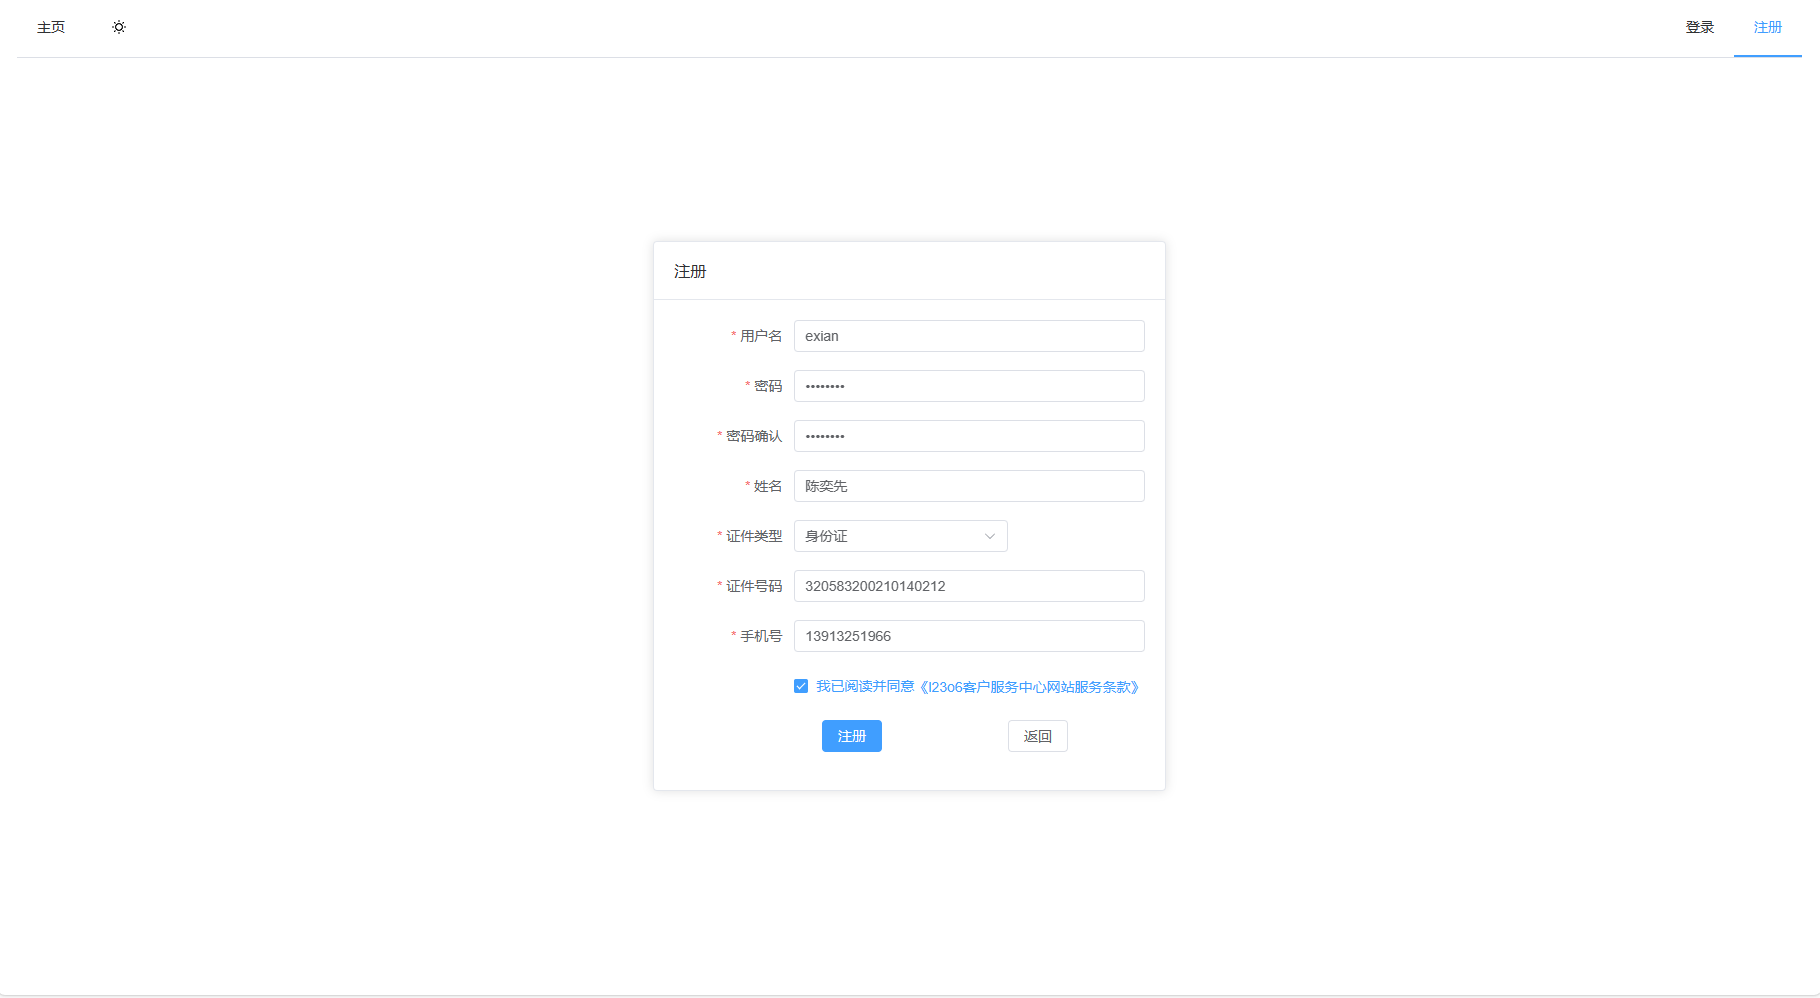 主页
登录 注册
注册
* 用户名 exian
* 密码 ••••••••
* 密码确认 ••••••••
* 姓名 陈奕先
* 证件类型 身份证
* 证件号码 320583200210140212
* 手机号 13913251966
我已阅读并同意《I23o6客户服务中心网站服务条款》
注册 返回